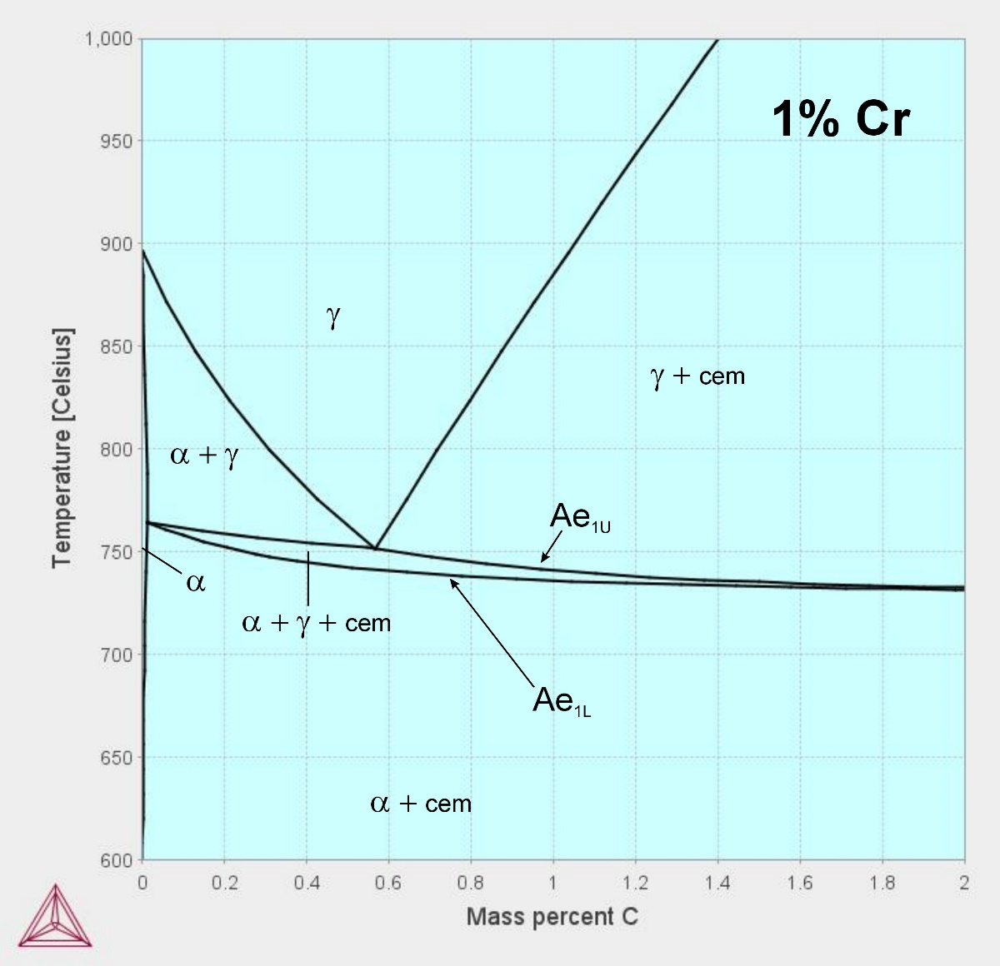 1,000
1% Cr
950
900
γ
850
γ + cem
Temperature [Celsius]
800
α + γ
Ae1U
750
α
α + γ + cem
700
Ae1L
650
α + cem
600
0 0.2 0.4 0.6 0.8 1 1.2 1.4 1.6 1.8 2
Mass percent C